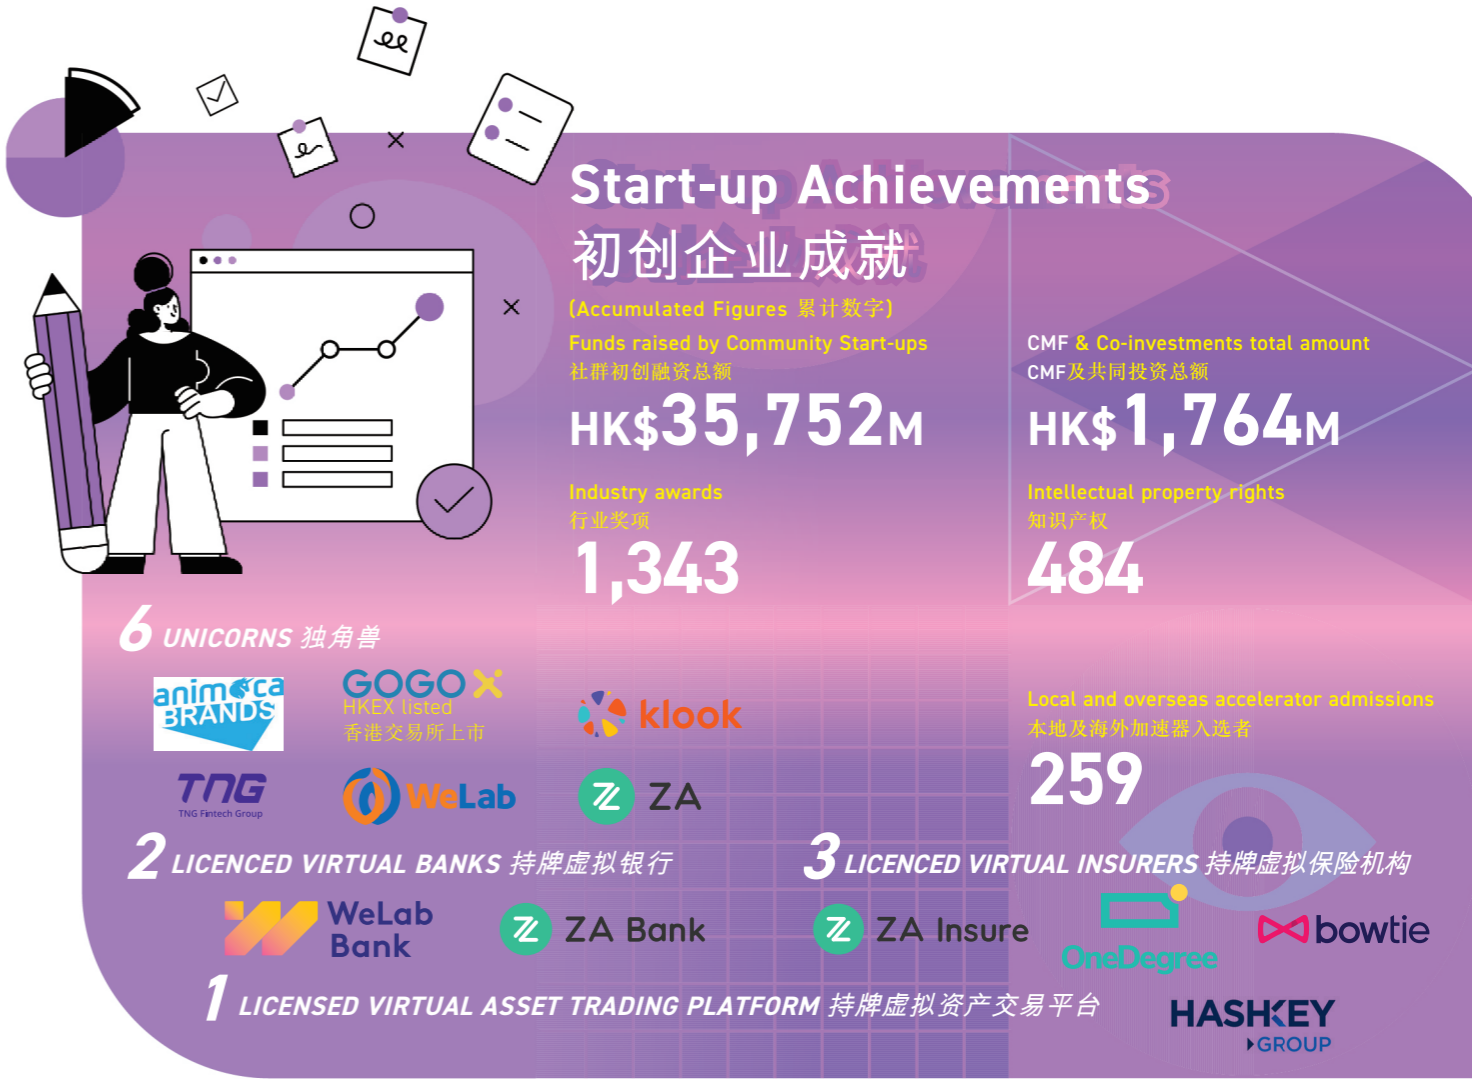 Start-up Achievements
初创企业成就
(Accumulated Figures 累计数字)
Funds raised by Community Start-ups
社群初创融资总额
HK$35,752M
CMF & Co-investments total amount
CMF及共同投资总额
HK$1,764M
Industry awards
行业奖项
1,343
Intellectual property rights
知识产权
484
6 UNICORNS 独角兽
animoca
BRANDS
GOGOX
HKEX listed
香港交易所上市
klook
TNG
TNG Fintech Group
WeLab
ZA
Local and overseas accelerator admissions
本地及海外加速器入选者
259
2 LICENCED VIRTUAL BANKS 持牌虚拟银行
WeLab
Bank
ZA Bank
3 LICENCED VIRTUAL INSURERS 持牌虚拟保险机构
ZA Insure
OneDegree
bowtie
1 LICENSED VIRTUAL ASSET TRADING PLATFORM 持牌虚拟资产交易平台
HASHKEY
GROUP